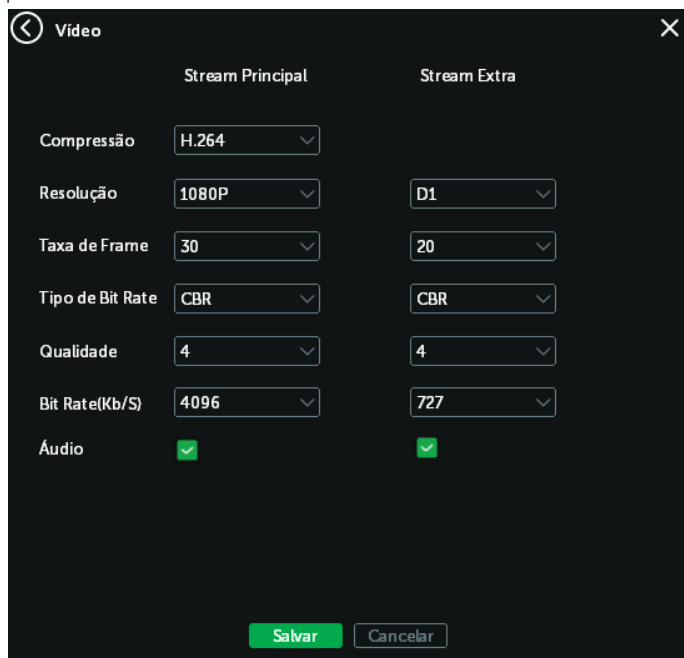 Vídeo
Stream Principal Stream Extra
Compressão H.264
Resolução 1080P D1
Taxa de Frame 30 20
Tipo de Bit Rate CBR CBR
Qualidade 4 4
Bit Rate(Kb/S) 4096 727
Áudio
Salvar Cancelar